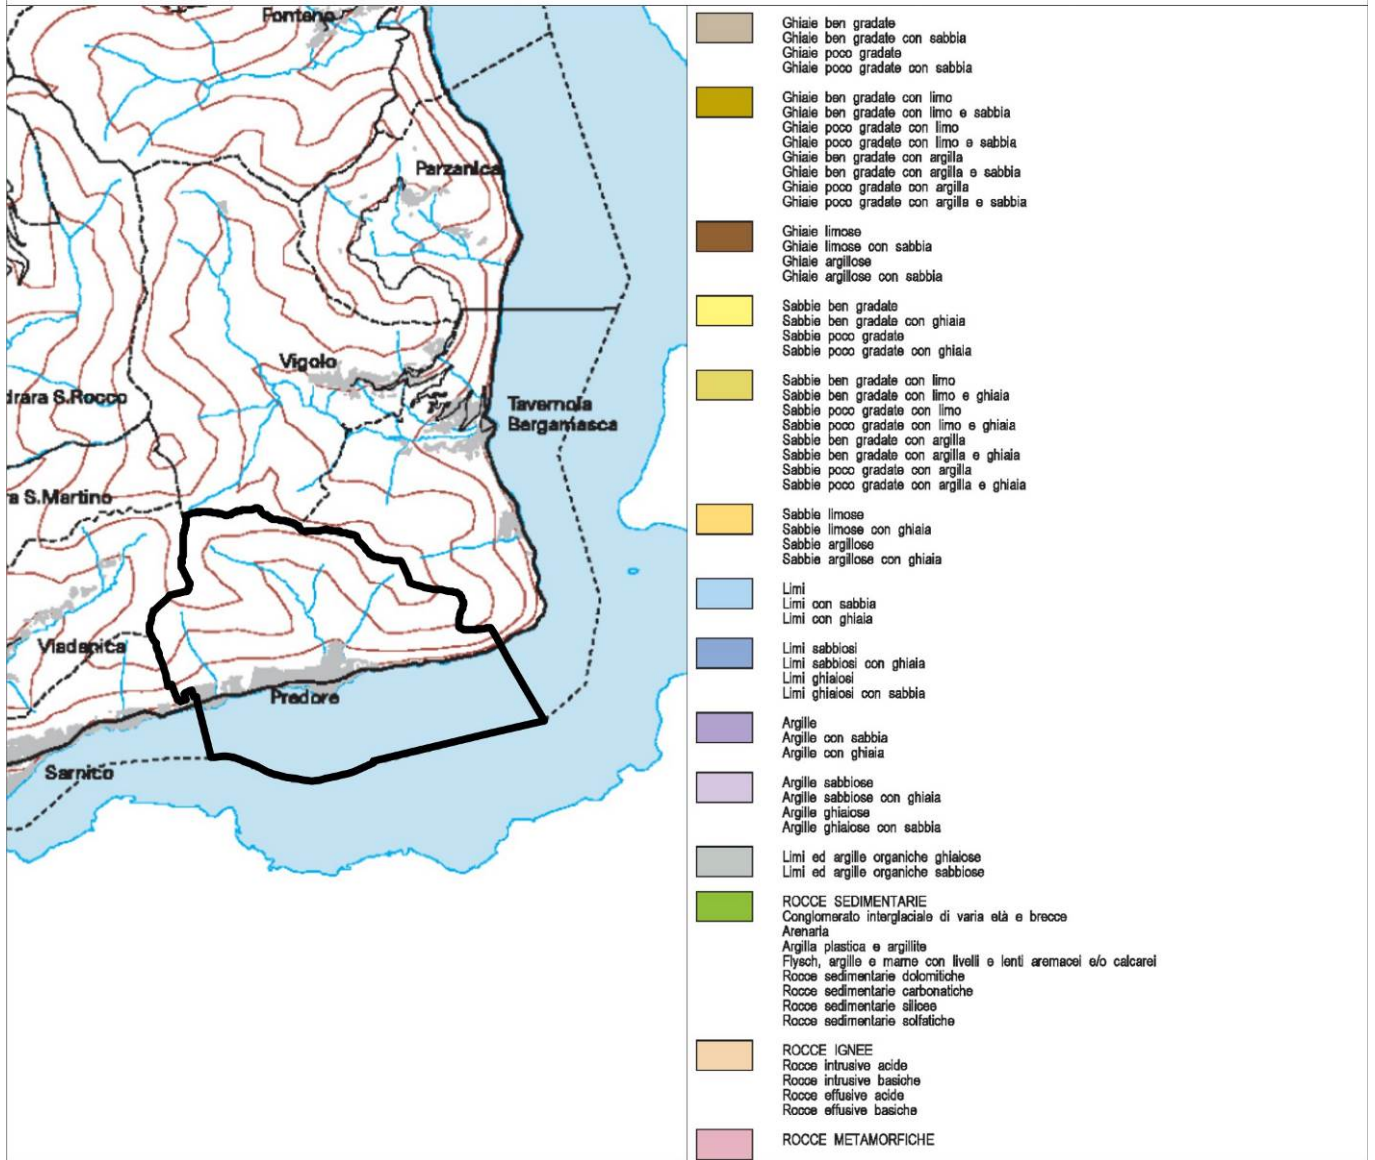 Fonteno
Parzanica
Vigolo
drara S.Rocco
Tavernola
Bergamasca
a S.Martino
Viadanica
Predore
Sarnico
Ghiaie ben gradate
Ghiaie ben gradate con sabbia
Ghiaie poco gradate
Ghiaie poco gradate con sabbia
Ghiaie ben gradate con limo
Ghiaie ben gradate con limo e sabbia
Ghiaie poco gradate con limo
Ghiaie poco gradate con limo e sabbia
Ghiaie ben gradate con argilla
Ghiaie ben gradate con argilla e sabbia
Ghiaie poco gradate con argilla
Ghiaie poco gradate con argilla e sabbia
Ghiaie limose
Ghiaie limose con sabbia
Ghiaie argillose
Ghiaie argillose con sabbia
Sabbie ben gradate
Sabbie ben gradate con ghiaia
Sabbie poco gradate
Sabbie poco gradate con ghiaia
Sabbie ben gradate con limo
Sabbie ben gradate con limo e ghiaia
Sabbie poco gradate con limo
Sabbie poco gradate con limo e ghiaia
Sabbie ben gradate con argilla
Sabbie ben gradate con argilla e ghiaia
Sabbie poco gradate con argilla
Sabbie poco gradate con argilla e ghiaia
Sabbie limose
Sabbie limose con ghiaia
Sabbie argillose
Sabbie argillose con ghiaia
Limi
Limi con sabbia
Limi con ghiaia
Limi sabbiosi
Limi sabbiosi con ghiaia
Limi ghiaiosi
Limi ghiaiosi con sabbia
Argille
Argille con sabbia
Argille con ghiaia
Argille sabbiose
Argille sabbiose con ghiaia
Argille ghiaiose
Argille ghiaiose con sabbia
Limi ed argille organiche ghiaiose
Limi ed argille organiche sabbiose
ROCCE SEDIMENTARIE
Conglomerato interglaciale di varia età e brecce
Arenaria
Argilla plastica e argillite
Flysch, argille e marne con livelli e lenti aremacei e/o calcarei
Rocce sedimentarie dolomitiche
Rocce sedimentarie carbonatiche
Rocce sedimentarie silicee
Rocce sedimentarie solfatiche
ROCCE IGNEE
Rocce intrusive acide
Rocce intrusive basiche
Rocce effusive acide
Rocce effusive basiche
ROCCE METAMORFICHE